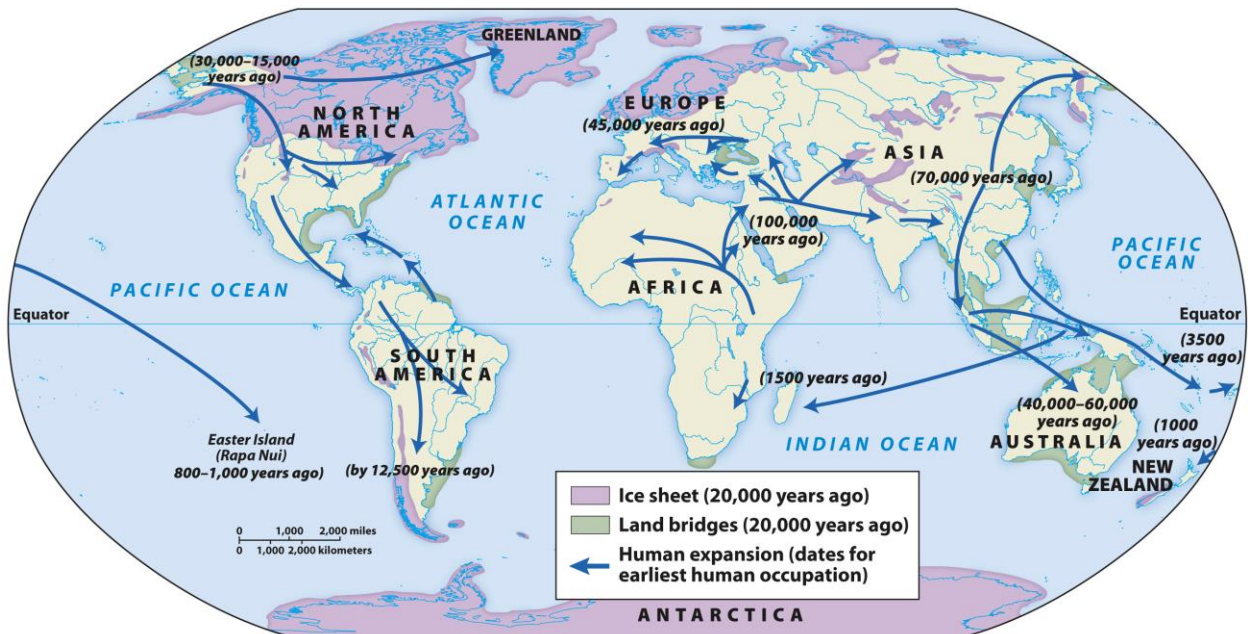 GREENLAND
(30,000–15,000
years ago)
NORTH
AMERICA
EUROPE
(45,000 years ago)
ASIA
(70,000 years ago)
ATLANTIC
OCEAN
(100,000
years ago)
PACIFIC
OCEAN
PACIFIC OCEAN
AFRICA
Equator
Equator
(3500
years ago)
SOUTH
AMERICA
(1500 years ago)
(40,000–60,000
years ago)
AUSTRALIA
(1000
years ago)
INDIAN OCEAN
NEW
ZEALAND
Easter Island
(Rapa Nui)
800–1,000 years ago)
(by 12,500 years ago)
0 1,000 2,000 miles
0 1,000 2,000 kilometers
Ice sheet (20,000 years ago)
Land bridges (20,000 years ago)
Human expansion (dates for
earliest human occupation)
ANTARCTICA